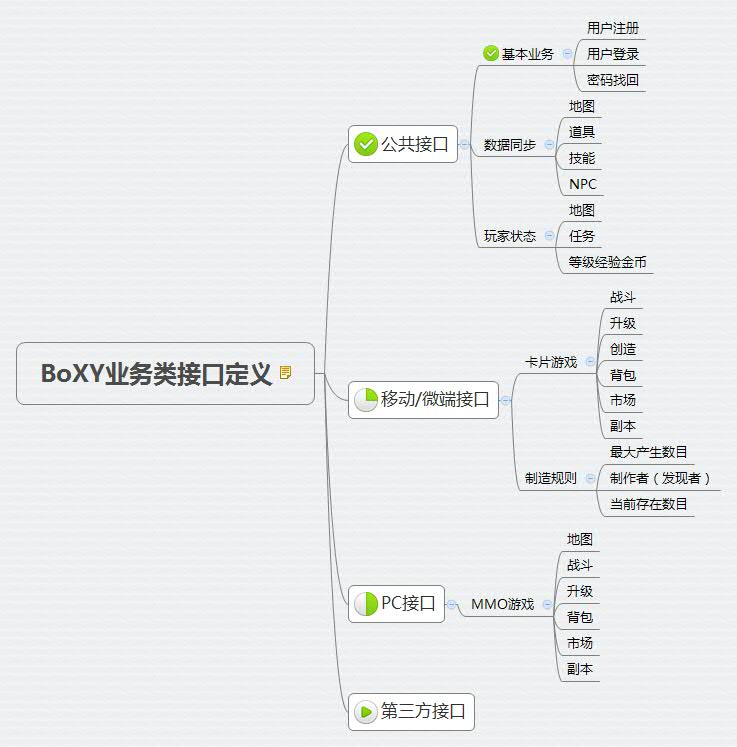 BoXY业务类接口定义
公共接口
基本业务
用户注册
用户登录
密码找回
数据同步
地图
道具
技能
NPC
玩家状态
地图
任务
等级经验金币
移动/微端接口
卡片游戏
战斗
升级
创造
背包
市场
副本
制造规则
最大产生数目
制作者（发现者）
当前存在数目
PC接口
MMO游戏
地图
战斗
升级
背包
市场
副本
第三方接口